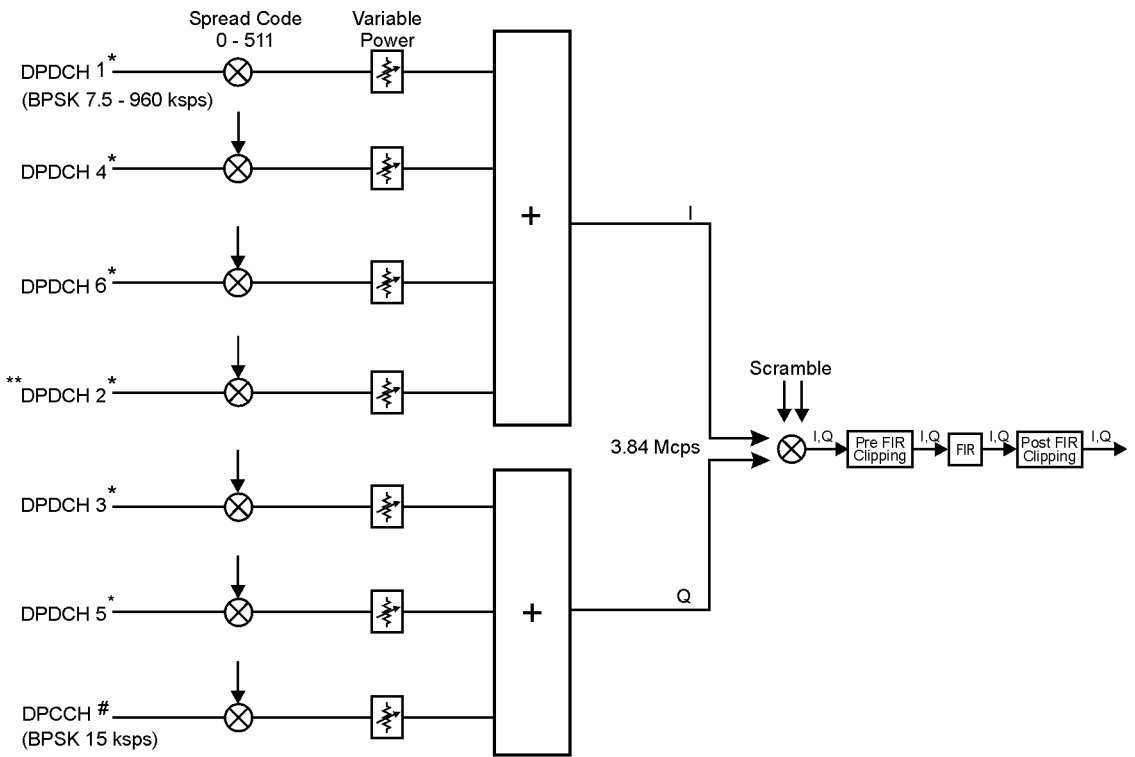 Spread Code
0 - 511
Variable
Power
DPDCH 1*
(BPSK 7.5 - 960 ksps)
DPDCH 4*
DPDCH 6*
**DPDCH 2*
DPDCH 3*
DPDCH 5*
DPCCH #
(BPSK 15 ksps)
+
+
I
Q
3.84 Mcps
Scramble
I,Q
Pre FIR
Clipping
I,Q
FIR
I,Q
Post FIR
Clipping
I,Q